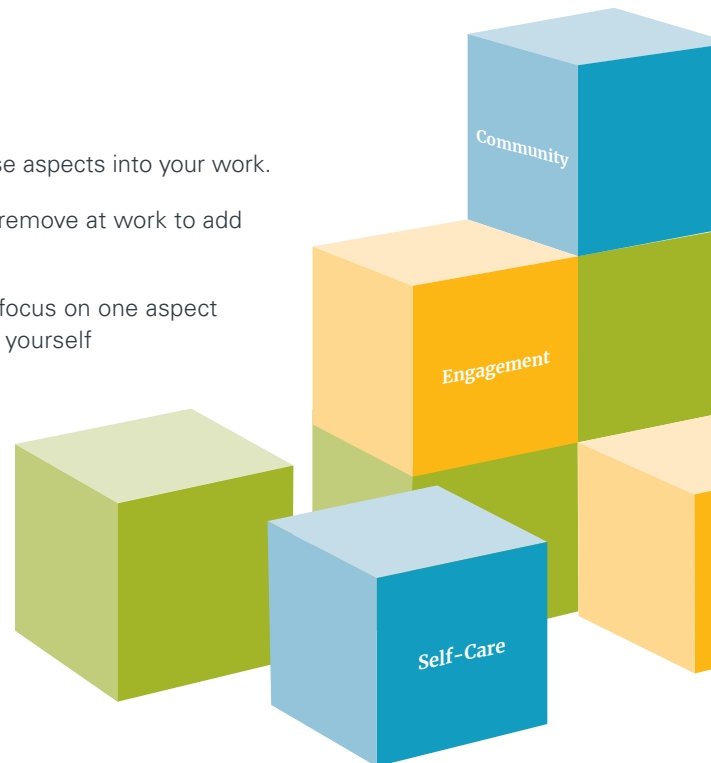 se aspects into your work.
remove at work to add
focus on one aspect
yourself
Community
Engagement
Self-Care